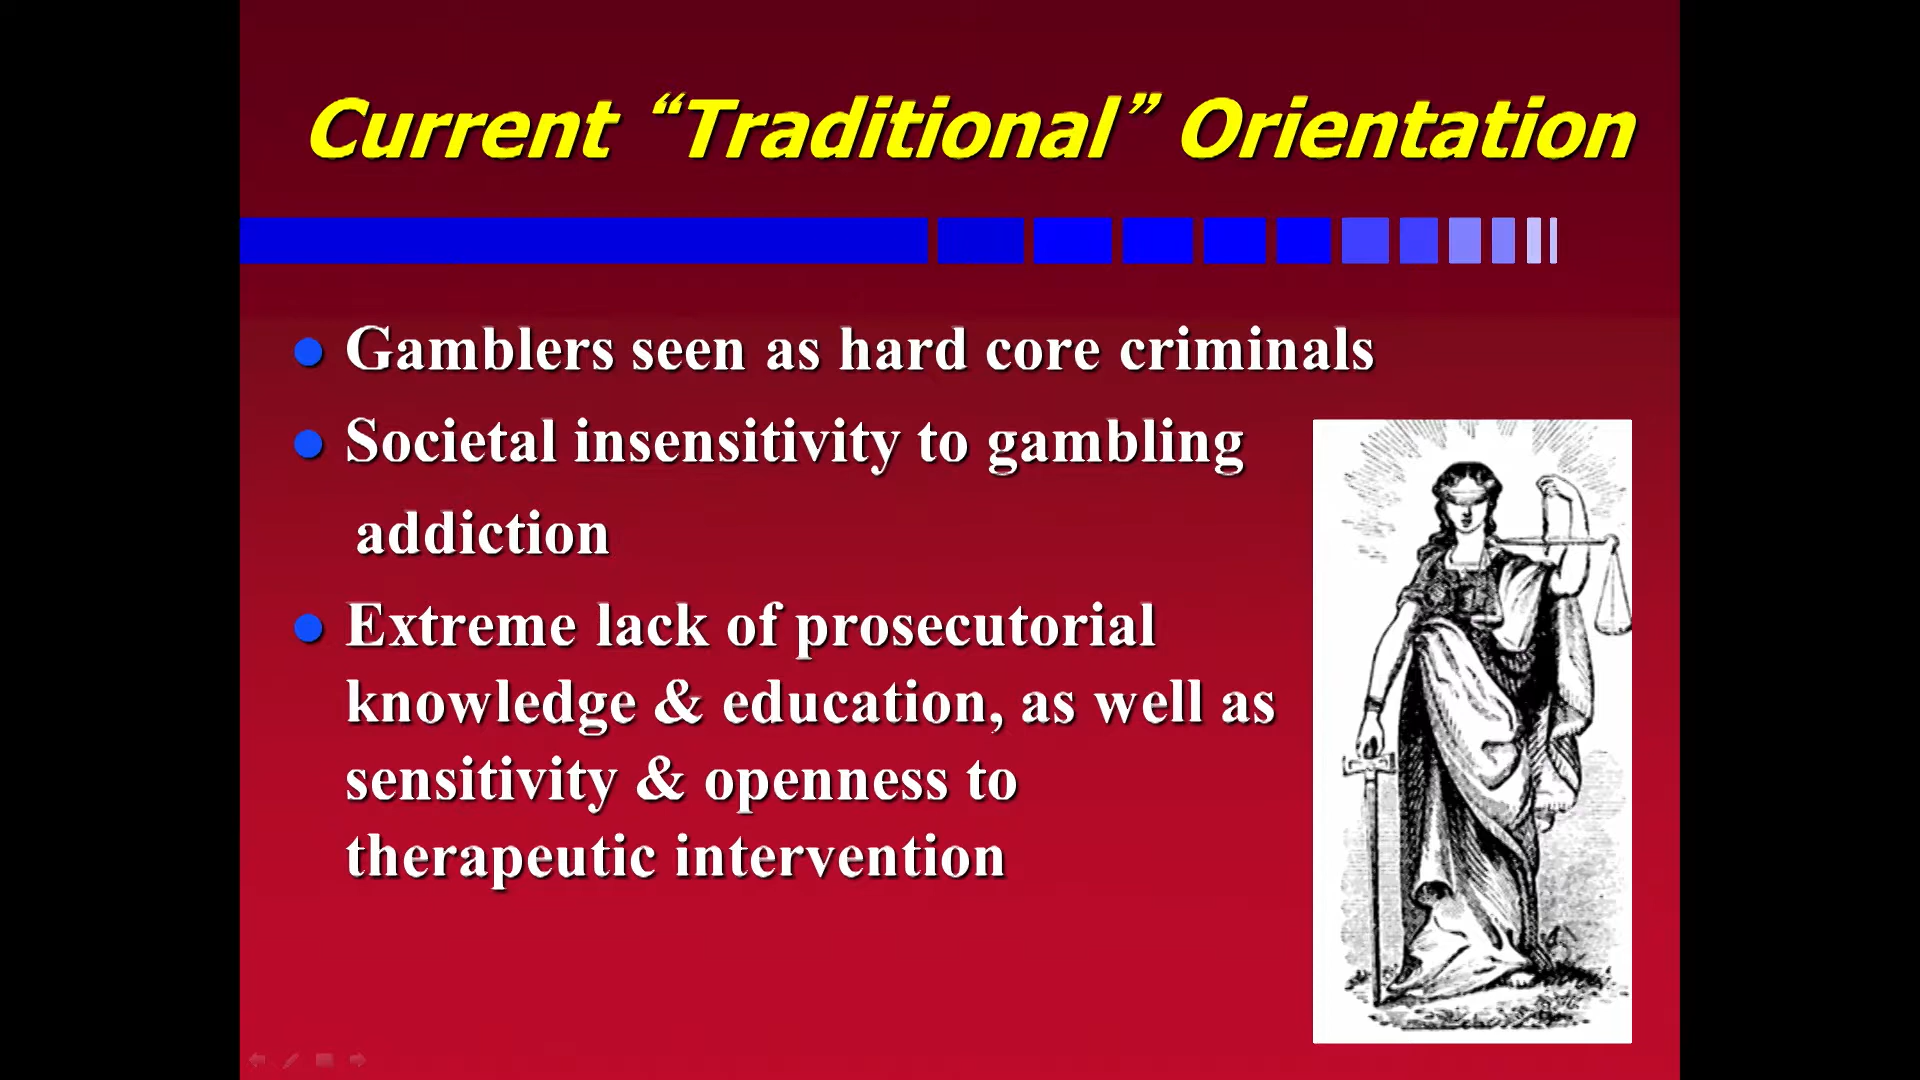 Current “Traditional” Orientation
Gamblers seen as hard core criminals
Societal insensitivity to gambling
addiction
Extreme lack of prosecutorial
knowledge & education, as well as
sensitivity & openness to
therapeutic intervention